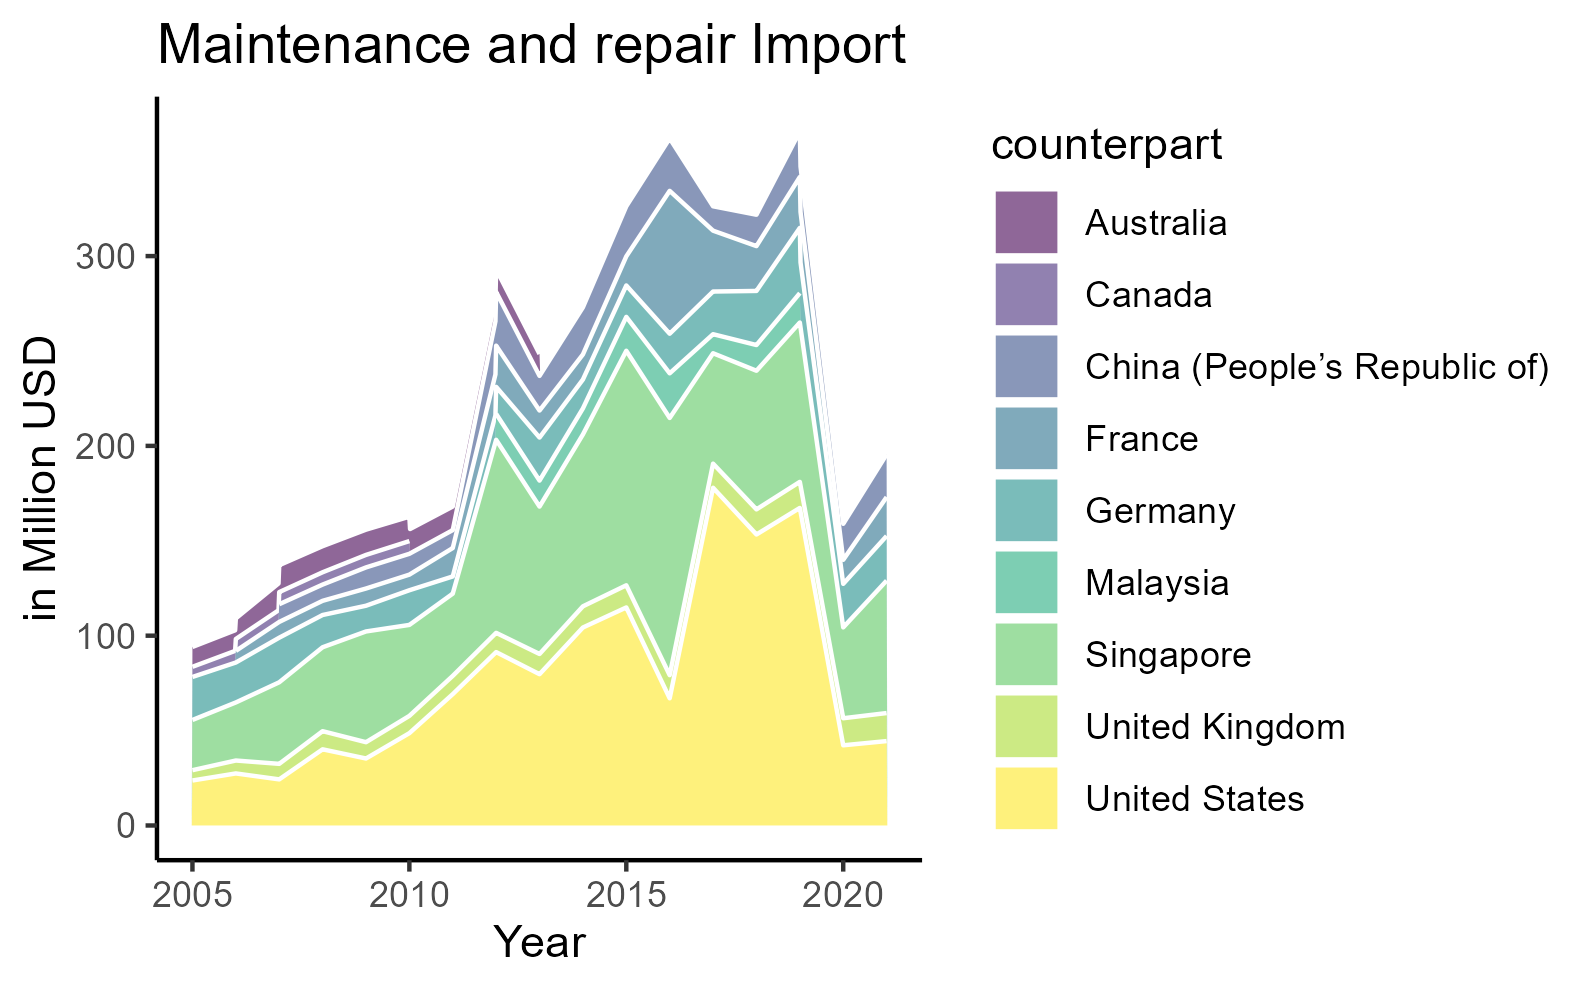 Maintenance and repair Import
in Million USD
300
200
100
0
2005 2010 2015 2020
Year
counterpart
Australia
Canada
China (People’s Republic of)
France
Germany
Malaysia
Singapore
United Kingdom
United States